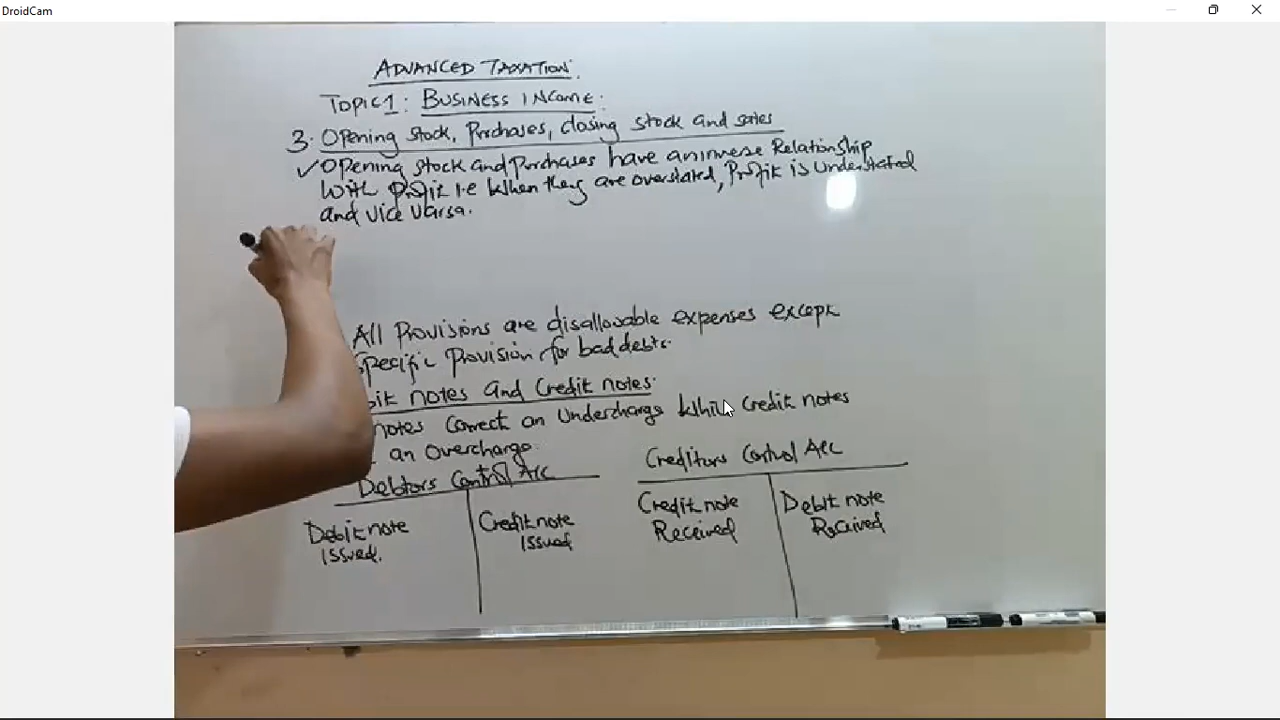 DroidCam
ADVANCED TAXATION.
TOPIC 1: BUSINESS INCOME:
3. Opening stock, Purchases, closing stock and sales
✓ Opening stock and Purchases have an inverse Relationship
with profit i.e when they are overstated, Profit is understated
and vice varsa.
All Provisions are disallowable expenses except
specific Provision for bad debts.
notes and Credit notes.
notes correct an Undercharge While Credit notes
an Overcharge.
Debtors Control A/C
Creditors Control A/C
Debit note
Issued.
Credit note
Issued
Credit note
Received
Debit note
Received